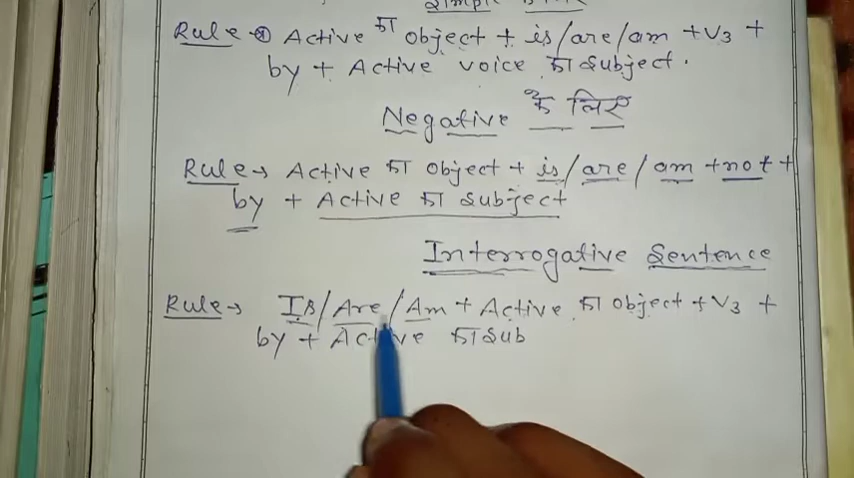 Simple
Rule → Active का object + is/are/am + V3 +
by + Active voice का Subject.
Negative के लिए
Rule → Active का object + is/are/am + not +
by + Active का Subject
Interrogative Sentence
Rule → Is/Are/Am + Active का object + V3 +
by + Active का Sub